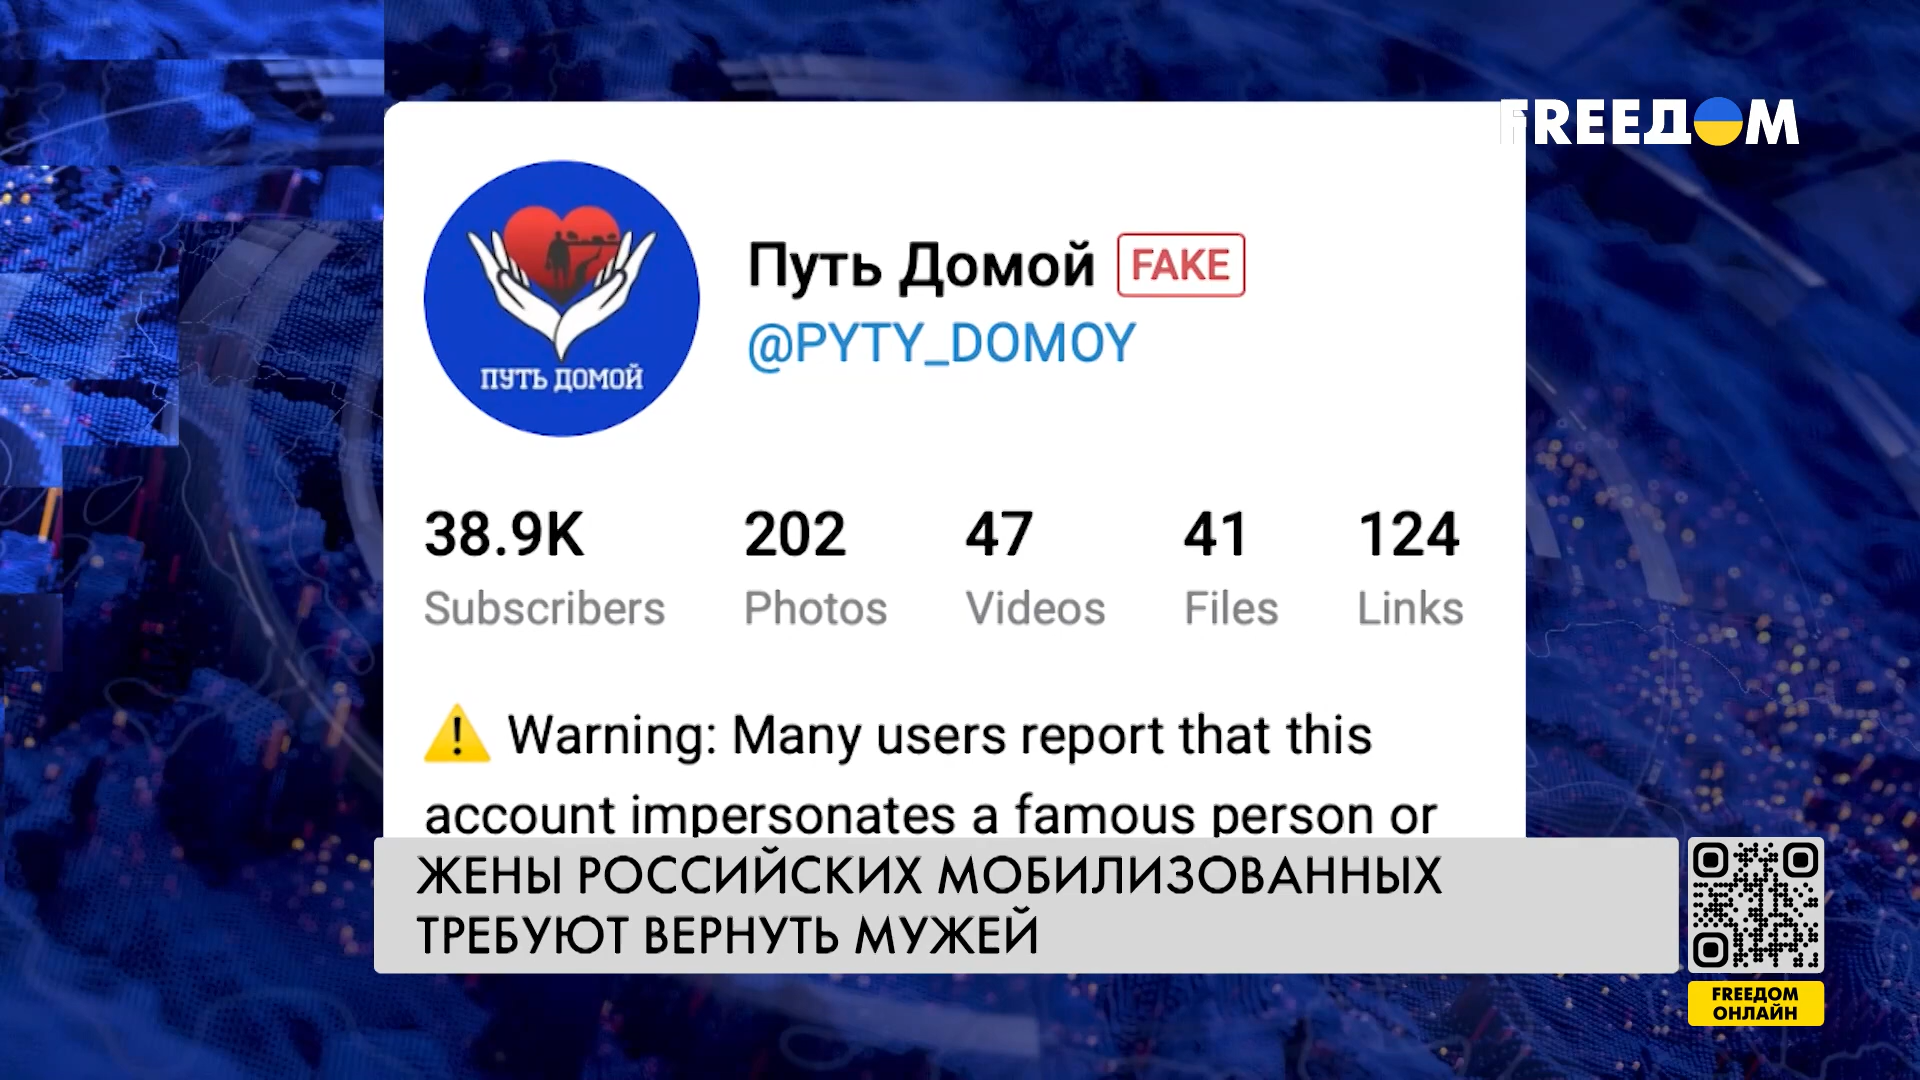 FREEДOM
ПУТЬ ДОМОЙ
Путь Домой FAKE
@PYTY_DOMOY
38.9K 202 47 41 124
Subscribers Photos Videos Files Links
⚠ Warning: Many users report that this
account impersonates a famous person or
ЖЕНЫ РОССИЙСКИХ МОБИЛИЗОВАННЫХ
ТРЕБУЮТ ВЕРНУТЬ МУЖЕЙ
FREEДОМ
ОНЛАЙН